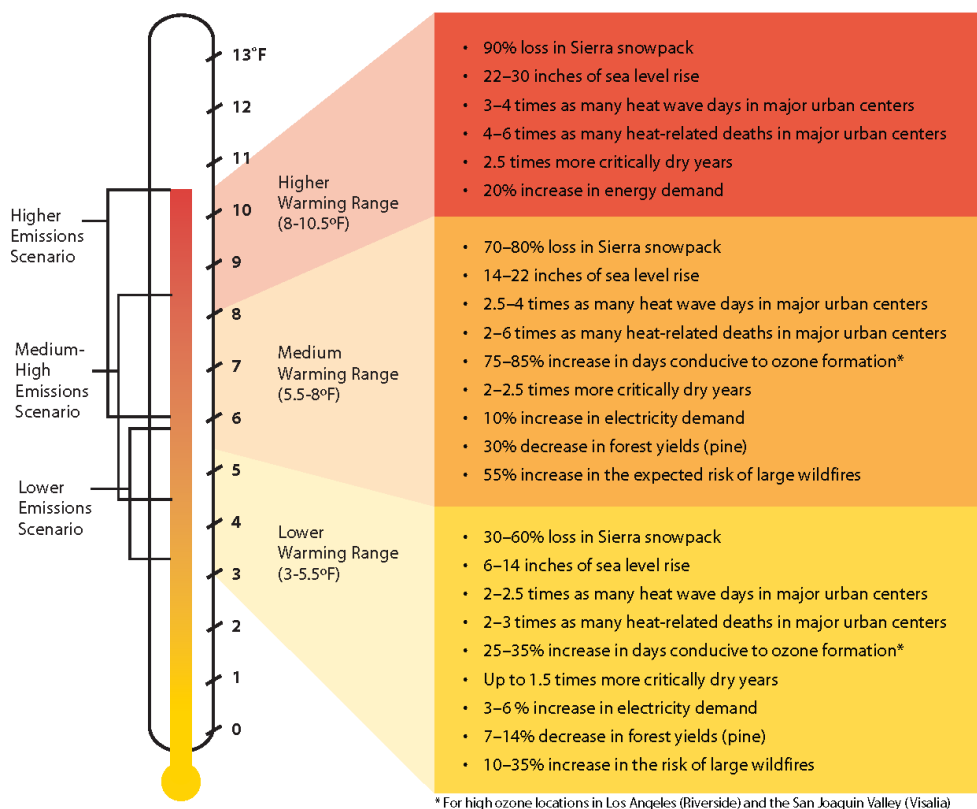 13°F
12
11
10
9
8
7
6
5
4
3
2
1
0
Higher
Emissions
Scenario
Medium-
High
Emissions
Scenario
Lower
Emissions
Scenario
Higher
Warming Range
(8-10.5ºF)
Medium
Warming Range
(5.5-8ºF)
Lower
Warming Range
(3-5.5ºF)
• 90% loss in Sierra snowpack
• 22–30 inches of sea level rise
• 3–4 times as many heat wave days in major urban centers
• 4–6 times as many heat-related deaths in major urban centers
• 2.5 times more critically dry years
• 20% increase in energy demand
• 70–80% loss in Sierra snowpack
• 14–22 inches of sea level rise
• 2.5–4 times as many heat wave days in major urban centers
• 2–6 times as many heat-related deaths in major urban centers
• 75–85% increase in days conducive to ozone formation*
• 2–2.5 times more critically dry years
• 10% increase in electricity demand
• 30% decrease in forest yields (pine)
• 55% increase in the expected risk of large wildfires
• 30–60% loss in Sierra snowpack
• 6–14 inches of sea level rise
• 2–2.5 times as many heat wave days in major urban centers
• 2–3 times as many heat-related deaths in major urban centers
• 25–35% increase in days conducive to ozone formation*
• Up to 1.5 times more critically dry years
• 3–6 % increase in electricity demand
• 7–14% decrease in forest yields (pine)
• 10–35% increase in the risk of large wildfires
* For high ozone locations in Los Angeles (Riverside) and the San Joaquin Valley (Visalia)